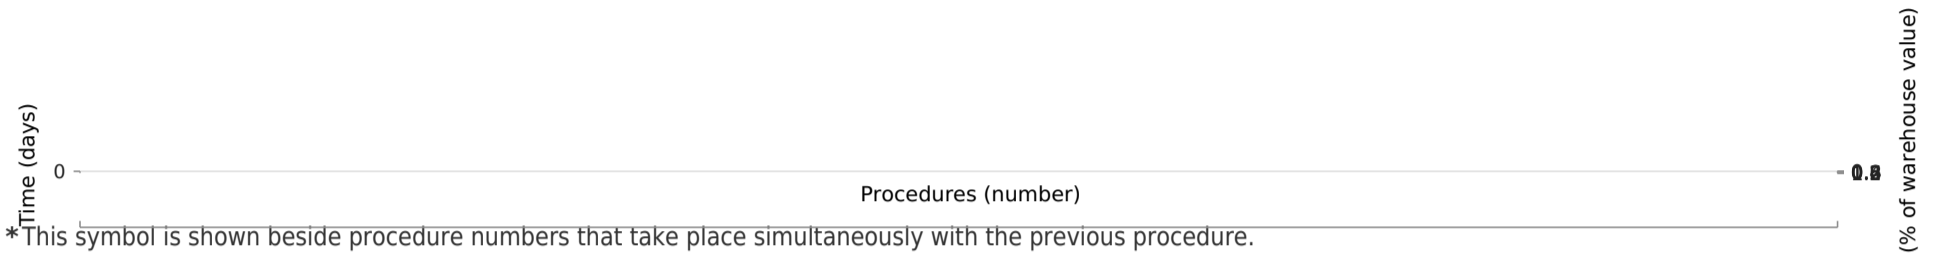 (% of warehouse value)
Time (days)
0
Procedures (number)
*This symbol is shown beside procedure numbers that take place simultaneously with the previous procedure.